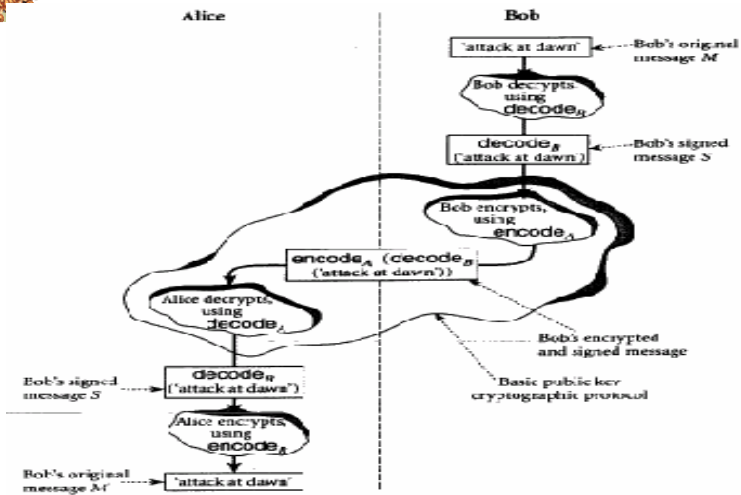 Alice
Bob
'attack at dawn'
Bob's original
message M
Bob decrypts,
using
decode_B
decode_B
('attack at dawn')
Bob's signed
message S
Bob encrypts,
using
encode_A
encode_A (decode_B
('attack at dawn'))
Alice decrypts,
using
decode_A
Bob's encrypted
and signed message
Basic public key
cryptographic protocol
decode_B
('attack at dawn')
Bob's signed
message S
Alice encrypts,
using
encode_B
Bob's original
message M
'attack at dawn'